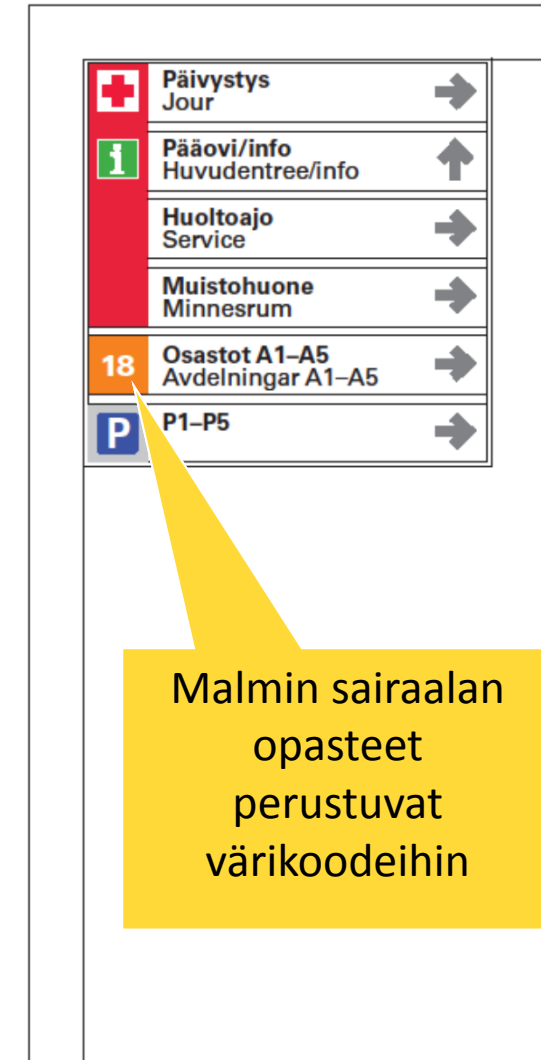 Päivystys
Jour
i
Pääovi/info
Huvudentree/info
Huoltoajo
Service
Muistohuone
Minnesrum
18
Osastot A1–A5
Avdelningar A1–A5
P
P1–P5
Malmin sairaalan
opasteet
perustuvat
värikoodeihin